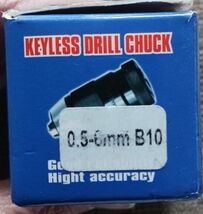 KEYLESS DRILL CHUCK
0.5-6mm B10
Hight accuracy